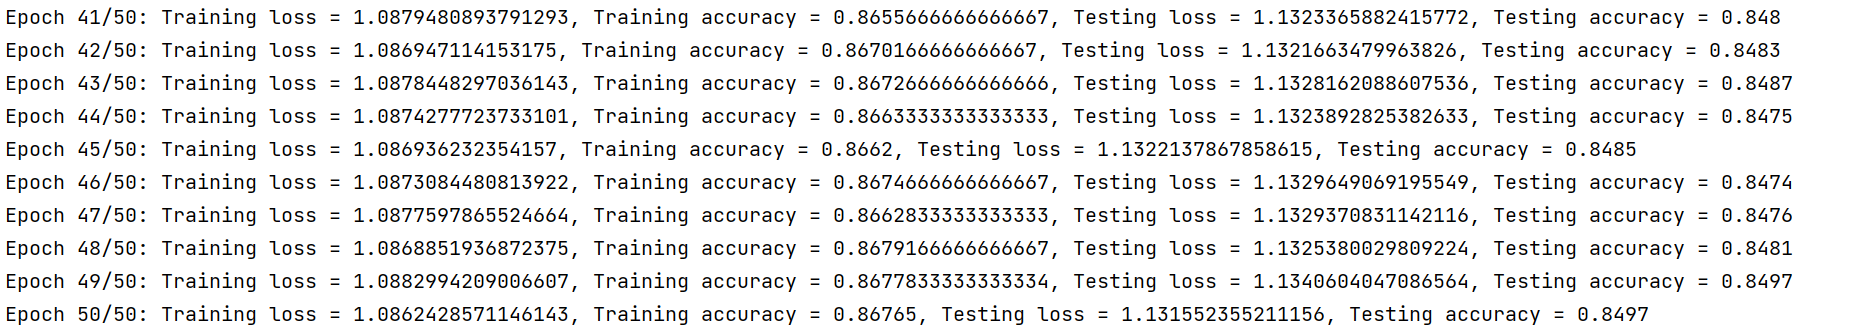 Epoch 41/50: Training loss = 1.0879480893791293, Training accuracy = 0.8655666666666667, Testing loss = 1.1323365882415772, Testing accuracy = 0.848
Epoch 42/50: Training loss = 1.086947114153175, Training accuracy = 0.8670166666666667, Testing loss = 1.1321663479963826, Testing accuracy = 0.8483
Epoch 43/50: Training loss = 1.0878448297036143, Training accuracy = 0.8672666666666666, Testing loss = 1.1328162088607536, Testing accuracy = 0.8487
Epoch 44/50: Training loss = 1.0874277723733101, Training accuracy = 0.8663333333333333, Testing loss = 1.1323892825382633, Testing accuracy = 0.8475
Epoch 45/50: Training loss = 1.086936232354157, Training accuracy = 0.8662, Testing loss = 1.1322137867858615, Testing accuracy = 0.8485
Epoch 46/50: Training loss = 1.0873084480813922, Training accuracy = 0.8674666666666667, Testing loss = 1.1329649069195549, Testing accuracy = 0.8474
Epoch 47/50: Training loss = 1.0877597865524664, Training accuracy = 0.8662833333333333, Testing loss = 1.1329370831142116, Testing accuracy = 0.8476
Epoch 48/50: Training loss = 1.0868851936872375, Training accuracy = 0.8679166666666667, Testing loss = 1.1325380029809224, Testing accuracy = 0.8481
Epoch 49/50: Training loss = 1.0882994209006607, Training accuracy = 0.8677833333333334, Testing loss = 1.1340604047086564, Testing accuracy = 0.8497
Epoch 50/50: Training loss = 1.0862428571146143, Training accuracy = 0.86765, Testing loss = 1.131552355211156, Testing accuracy = 0.8497